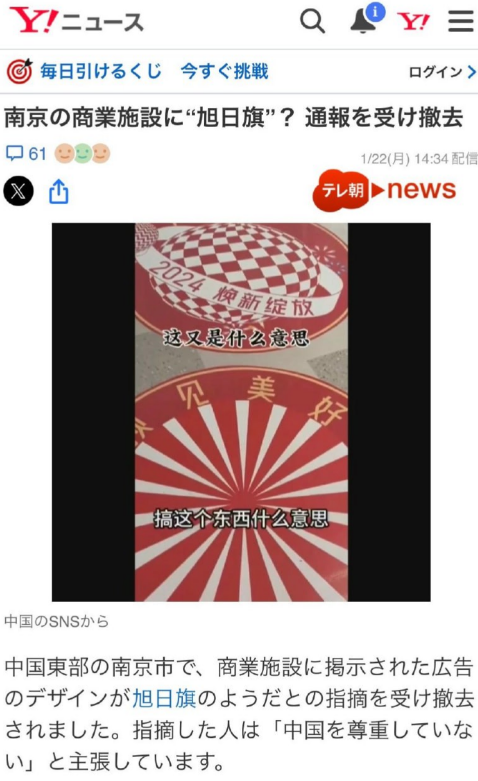 Y!ニュース
i
Y!
毎日引けるくじ 今すぐ挑戦
ログイン
南京の商業施設に“旭日旗”？ 通報を受け撤去
61
1/22(月) 14:34 配信
X
テレ朝news
2024 焕新绽放
这又是什么意思
见美好
搞这个东西什么意思
中国のSNSから
中国東部の南京市で、商業施設に掲示された広告
のデザインが旭日旗のようだとの指摘を受け撤去
されました。指摘した人は「中国を尊重していな
い」と主張しています。